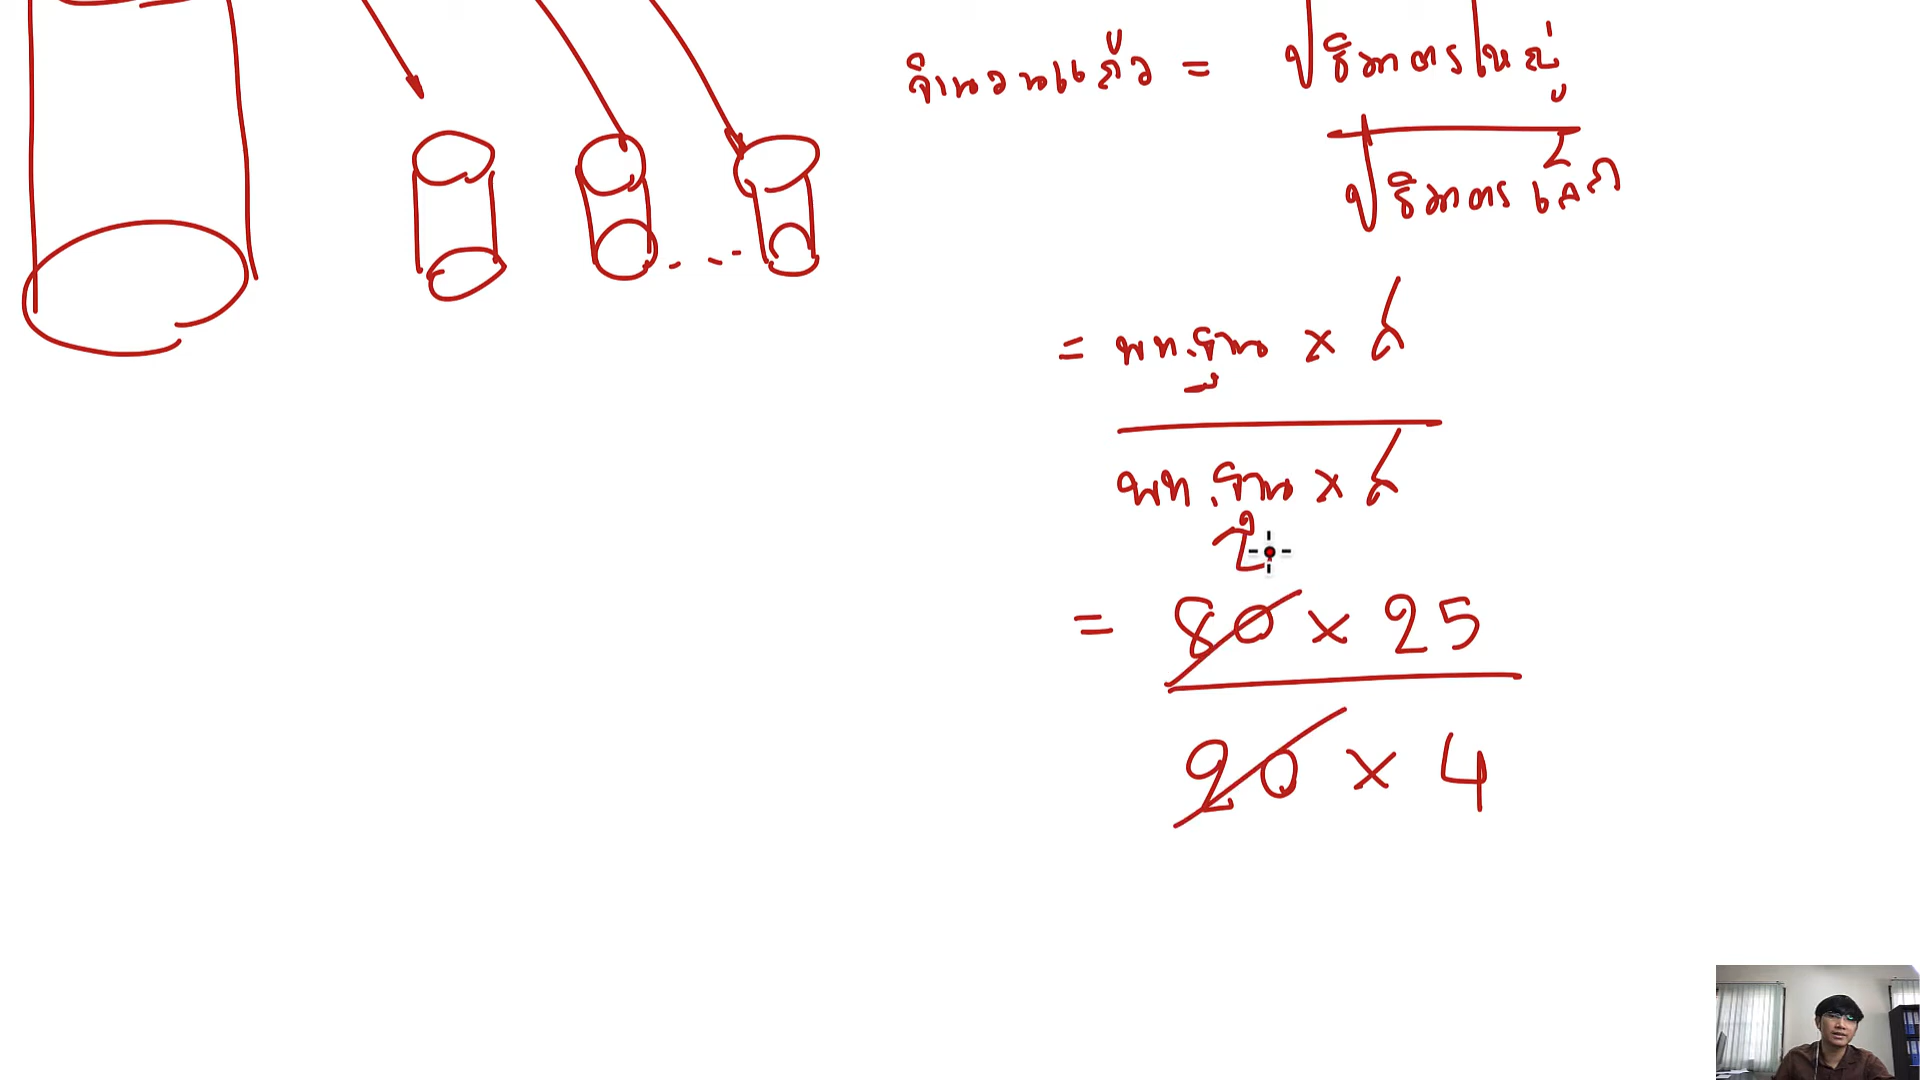 จำนวนแก้ว = ปริมาตรใหญ่
ปริมาตรเล็ก
= พท.ฐาน x ส
พท.ฐาน x ส
2
= 80 x 25
20 x 4